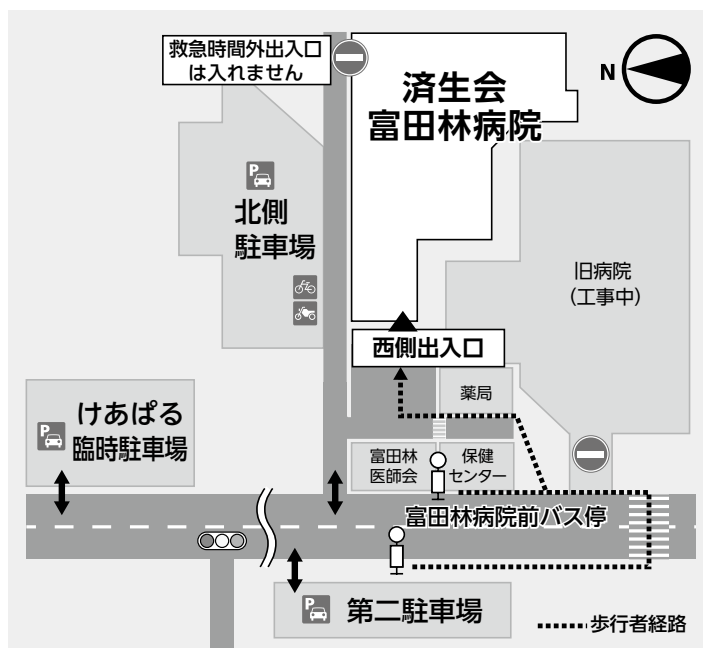 救急時間外出入口
は入れません
済生会
富田林病院
N
P
北側
駐車場
旧病院
(工事中)
西側出入口
薬局
P
けあぱる
臨時駐車場
富田林
医師会
保健
センター
富田林病院前バス停
P
第二駐車場
歩行者経路